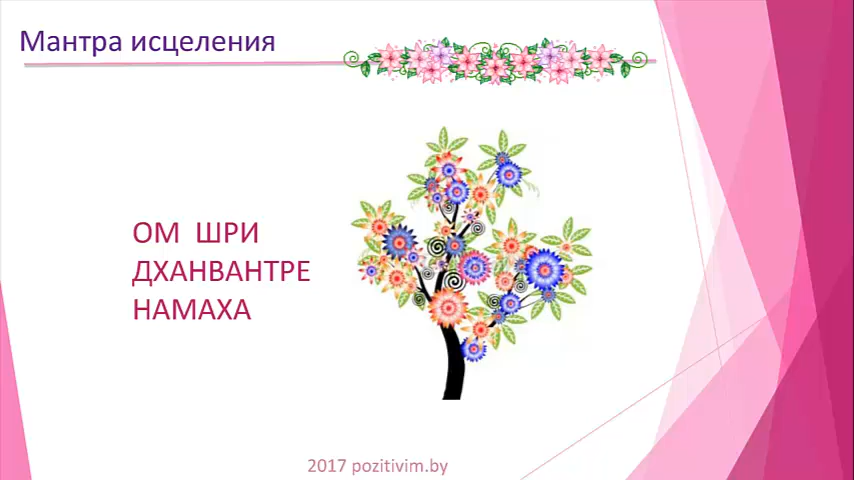 Мантра исцеления
ОМ ШРИ
ДХАНВАНТРЕ
НАМАХА
2017 pozitivim.by